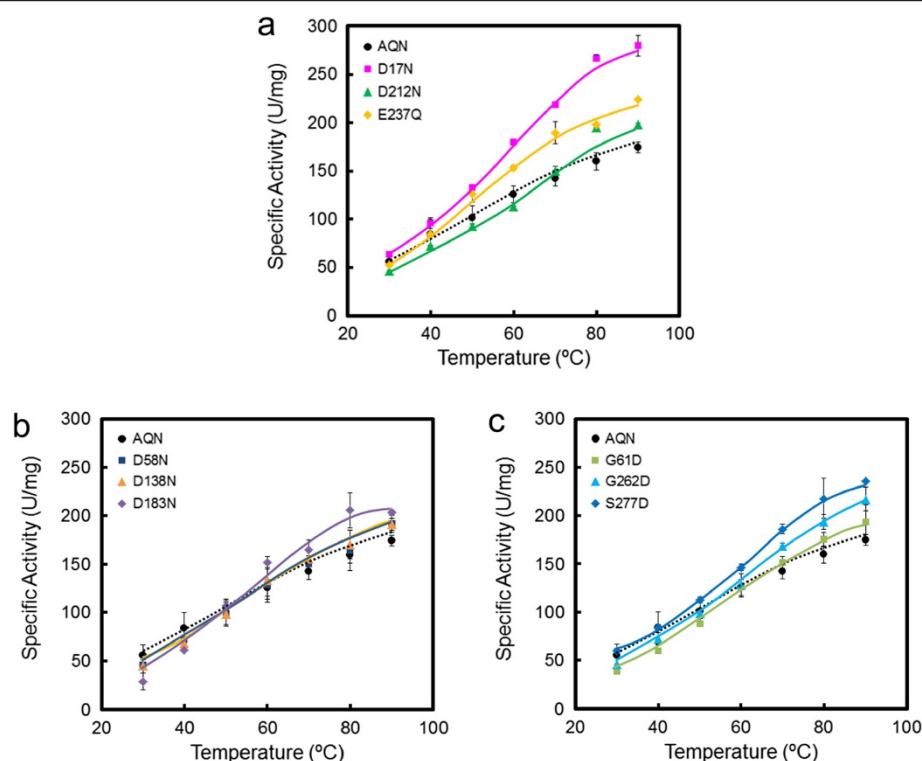 a
300
250
200
150
100
50
0
20
40
60
80
100
Specific Activity (U/mg)
Temperature (ºC)
AQN
D17N
D212N
E237Q
b
300
250
200
150
100
50
0
20
40
60
80
100
Specific Activity (U/mg)
Temperature (ºC)
AQN
D58N
D138N
D183N
c
300
250
200
150
100
50
0
20
40
60
80
100
Specific Activity (U/mg)
Temperature (ºC)
AQN
G61D
G262D
S277D